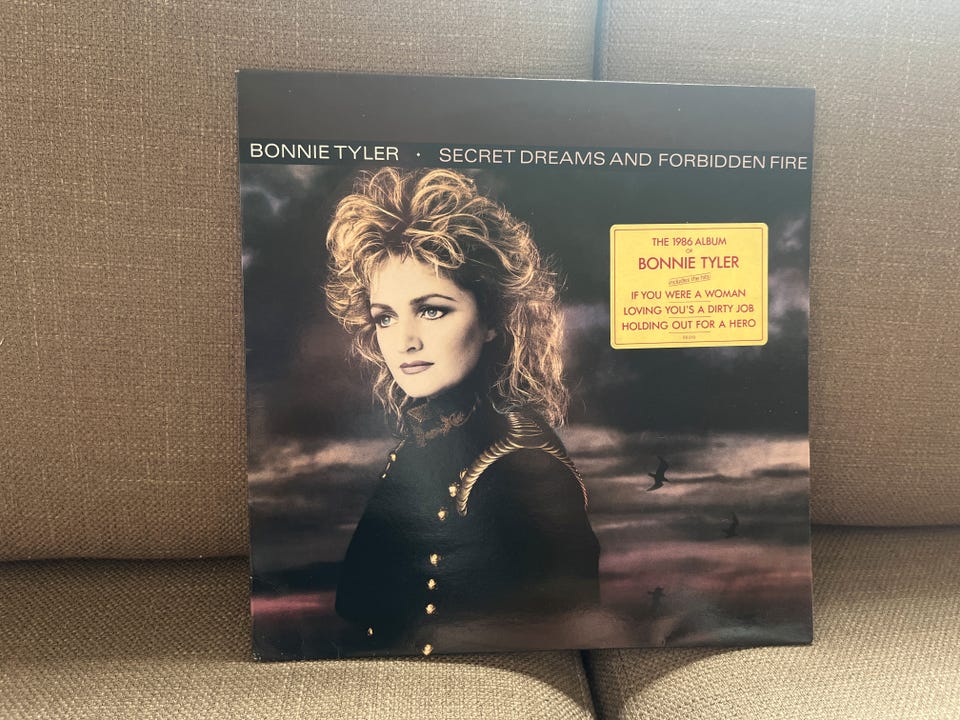 BONNIE TYLER · SECRET DREAMS AND FORBIDDEN FIRE
THE 1986 ALBUM
OF
BONNIE TYLER
includes the hits
IF YOU WERE A WOMAN
LOVING YOU'S A DIRTY JOB
HOLDING OUT FOR A HERO